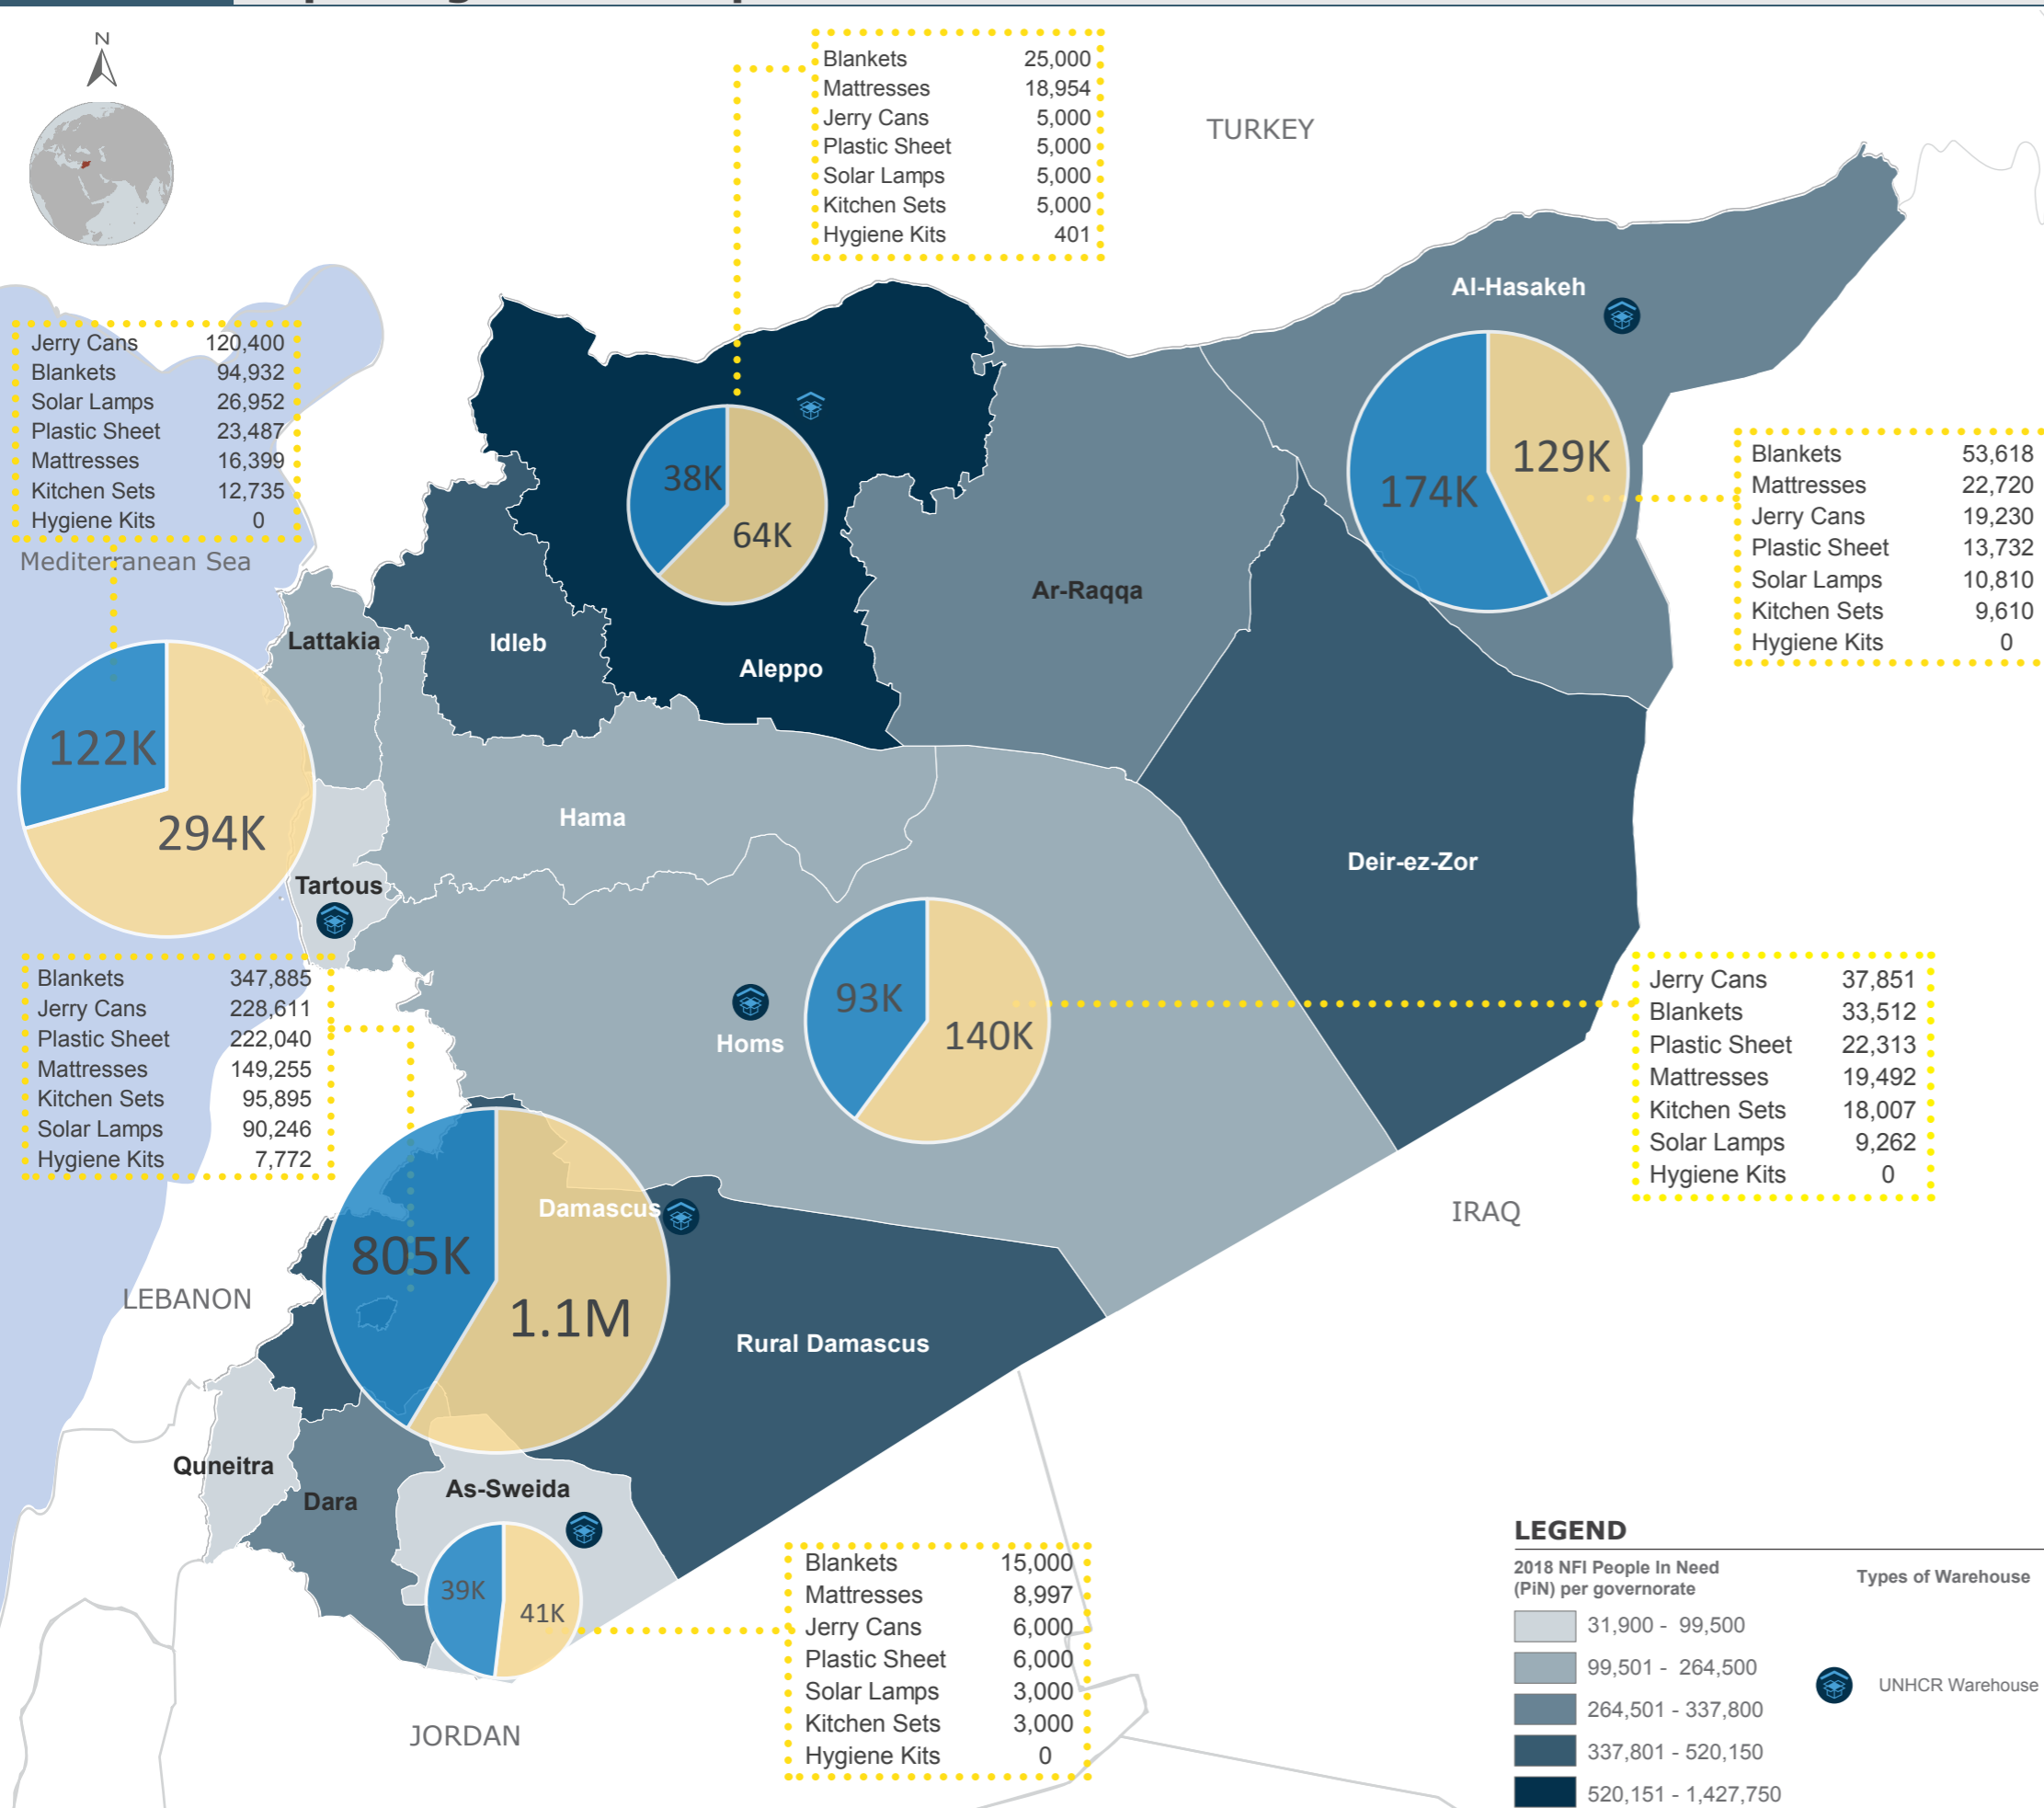 N
Blankets 25,000
Mattresses 18,954
Jerry Cans 5,000
Plastic Sheet 5,000
Solar Lamps 5,000
Kitchen Sets 5,000
Hygiene Kits 401
TURKEY
Al-Hasakeh
Jerry Cans 120,400
Blankets 94,932
Solar Lamps 26,952
Plastic Sheet 23,487
Mattresses 16,399
Kitchen Sets 12,735
Hygiene Kits 0
Mediterranean Sea
38K
64K
174K
129K
Blankets 53,618
Mattresses 22,720
Jerry Cans 19,230
Plastic Sheet 13,732
Solar Lamps 10,810
Kitchen Sets 9,610
Hygiene Kits 0
Ar-Raqqa
Lattakia
Idleb
Aleppo
122K
294K
Hama
Deir-ez-Zor
Tartous
Blankets 347,885
Jerry Cans 228,611
Plastic Sheet 222,040
Mattresses 149,255
Kitchen Sets 95,895
Solar Lamps 90,246
Hygiene Kits 7,772
Homs
93K
140K
Jerry Cans 37,851
Blankets 33,512
Plastic Sheet 22,313
Mattresses 19,492
Kitchen Sets 18,007
Solar Lamps 9,262
Hygiene Kits 0
Damascus
IRAQ
805K
1.1M
LEBANON
Rural Damascus
Quneitra
Dara
As-Sweida
39K
41K
Blankets 15,000
Mattresses 8,997
Jerry Cans 6,000
Plastic Sheet 6,000
Solar Lamps 3,000
Kitchen Sets 3,000
Hygiene Kits 0
JORDAN
LEGEND
2018 NFI People In Need
(PiN) per governorate
Types of Warehouse
31,900 - 99,500
99,501 - 264,500
264,501 - 337,800
337,801 - 520,150
520,151 - 1,427,750
UNHCR Warehouse